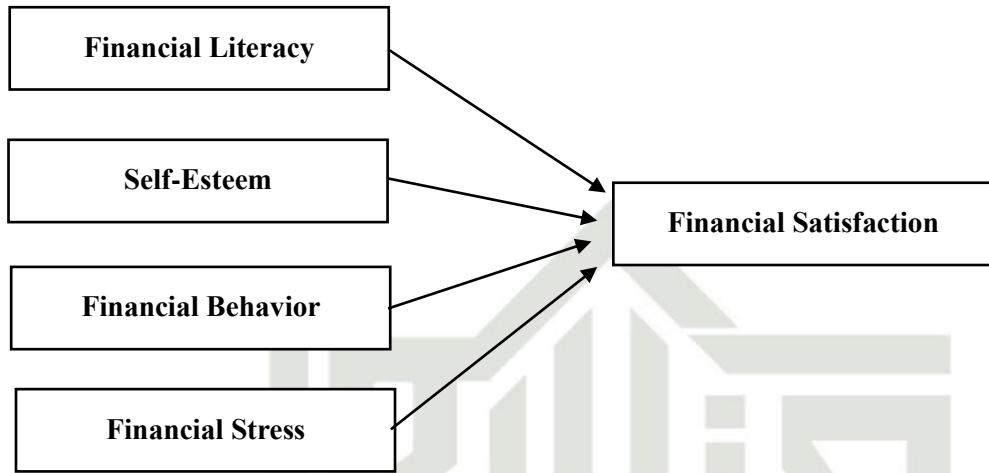 Financial Literacy
Self-Esteem
Financial Satisfaction
Financial Behavior
Financial Stress